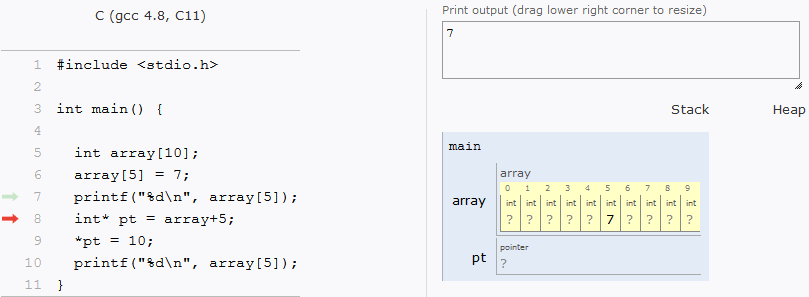 C (gcc 4.8, C11)
1 #include <stdio.h>
2
3 int main() {
4
5 int array[10];
6 array[5] = 7;
7 printf("%d\n", array[5]);
8 int* pt = array+5;
9 *pt = 10;
10 printf("%d\n", array[5]);
11 }
Print output (drag lower right corner to resize)
7
Stack Heap
main
array
array
0 1 2 3 4 5 6 7 8 9
int int int int int int int int int int
? ? ? ? ? 7 ? ? ? ?
pt
pointer
?